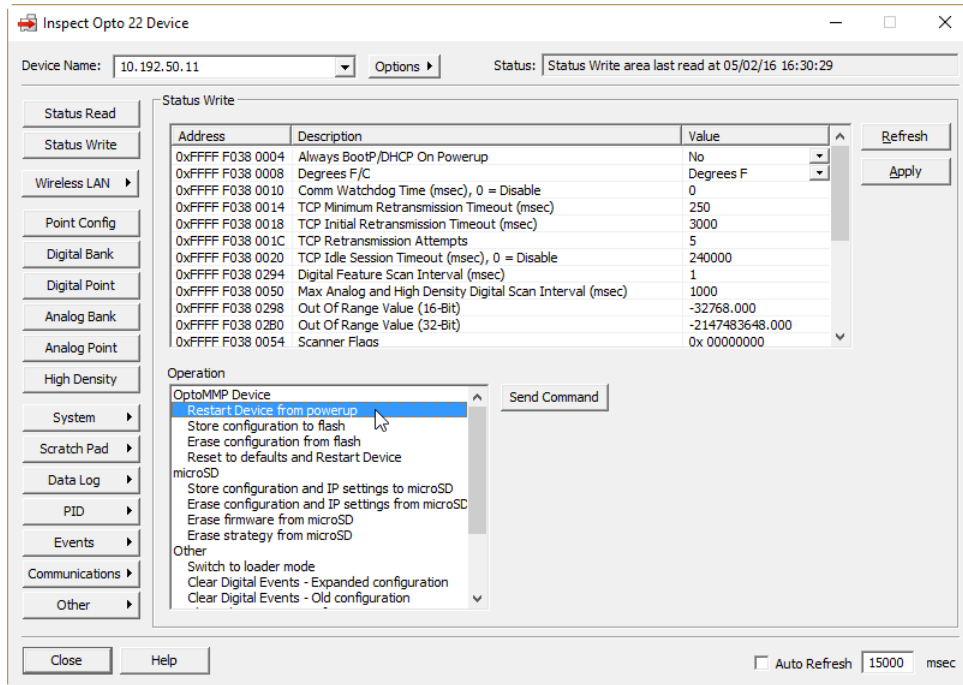 Inspect Opto 22 Device
Device Name: 10.192.50.11 Options Status: Status Write area last read at 05/02/16 16:30:29
Status Read
Status Write
Wireless LAN
Point Config
Digital Bank
Digital Point
Analog Bank
Analog Point
High Density
System
Scratch Pad
Data Log
PID
Events
Communications
Other
Status Write
Address Description Value
0xFFFF F038 0004 Always BootP/DHCP On Powerup No
0xFFFF F038 0008 Degrees F/C Degrees F
0xFFFF F038 0010 Comm Watchdog Time (msec), 0 = Disable 0
0xFFFF F038 0014 TCP Minimum Retransmission Timeout (msec) 250
0xFFFF F038 0018 TCP Initial Retransmission Timeout (msec) 3000
0xFFFF F038 001C TCP Retransmission Attempts 5
0xFFFF F038 0020 TCP Idle Session Timeout (msec), 0 = Disable 240000
0xFFFF F038 0294 Digital Feature Scan Interval (msec) 1
0xFFFF F038 0050 Max Analog and High Density Digital Scan Interval (msec) 1000
0xFFFF F038 0298 Out Of Range Value (16-Bit) -32768.000
0xFFFF F038 02B0 Out Of Range Value (32-Bit) -2147483648.000
0xFFFF F038 0054 Scanner Flags 0x 00000000
Refresh
Apply
Operation
OptoMMP Device
Restart Device from powerup
Store configuration to flash
Erase configuration from flash
Reset to defaults and Restart Device
microSD
Store configuration and IP settings to microSD
Erase configuration and IP settings from microSD
Erase firmware from microSD
Erase strategy from microSD
Other
Switch to loader mode
Clear Digital Events - Expanded configuration
Clear Digital Events - Old configuration
Send Command
Close Help Auto Refresh 15000 msec